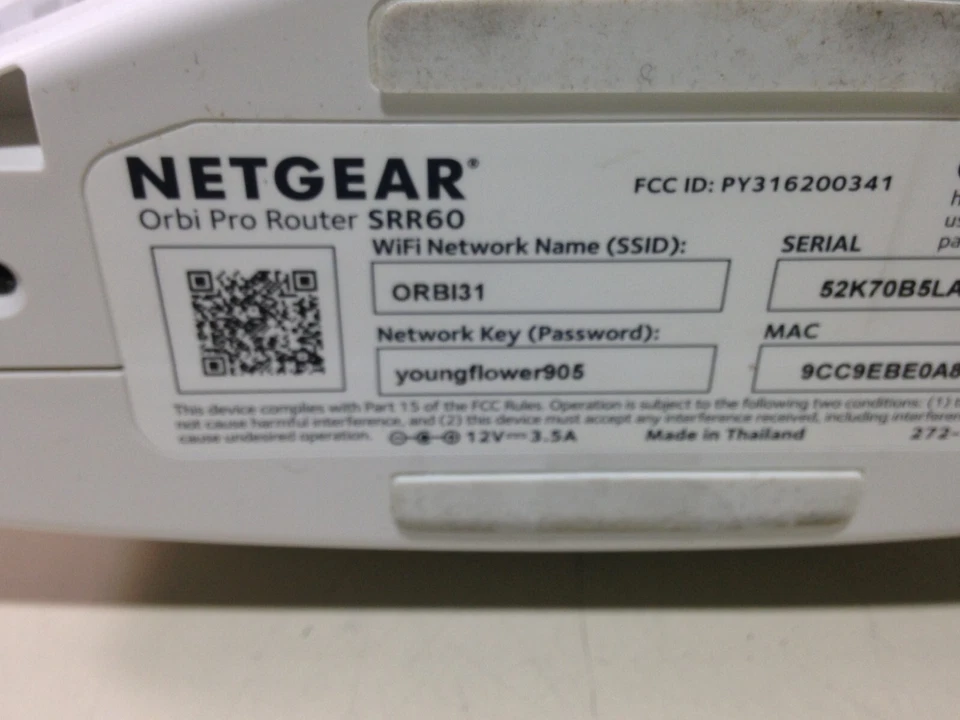 NETGEAR®
Orbi Pro Router SRR60
FCC ID: PY316200341
WiFi Network Name (SSID):
ORBI31
SERIAL
52K70B5LA
Network Key (Password):
youngflower905
MAC
9CC9EBE0A8
This device complies with Part 15 of the FCC Rules. Operation is subject to the following two conditions: (1)
not cause harmful interference, and (2) this device must accept any interference received, including
cause undesired operation.
12V 3.5A
Made in Thailand
272-